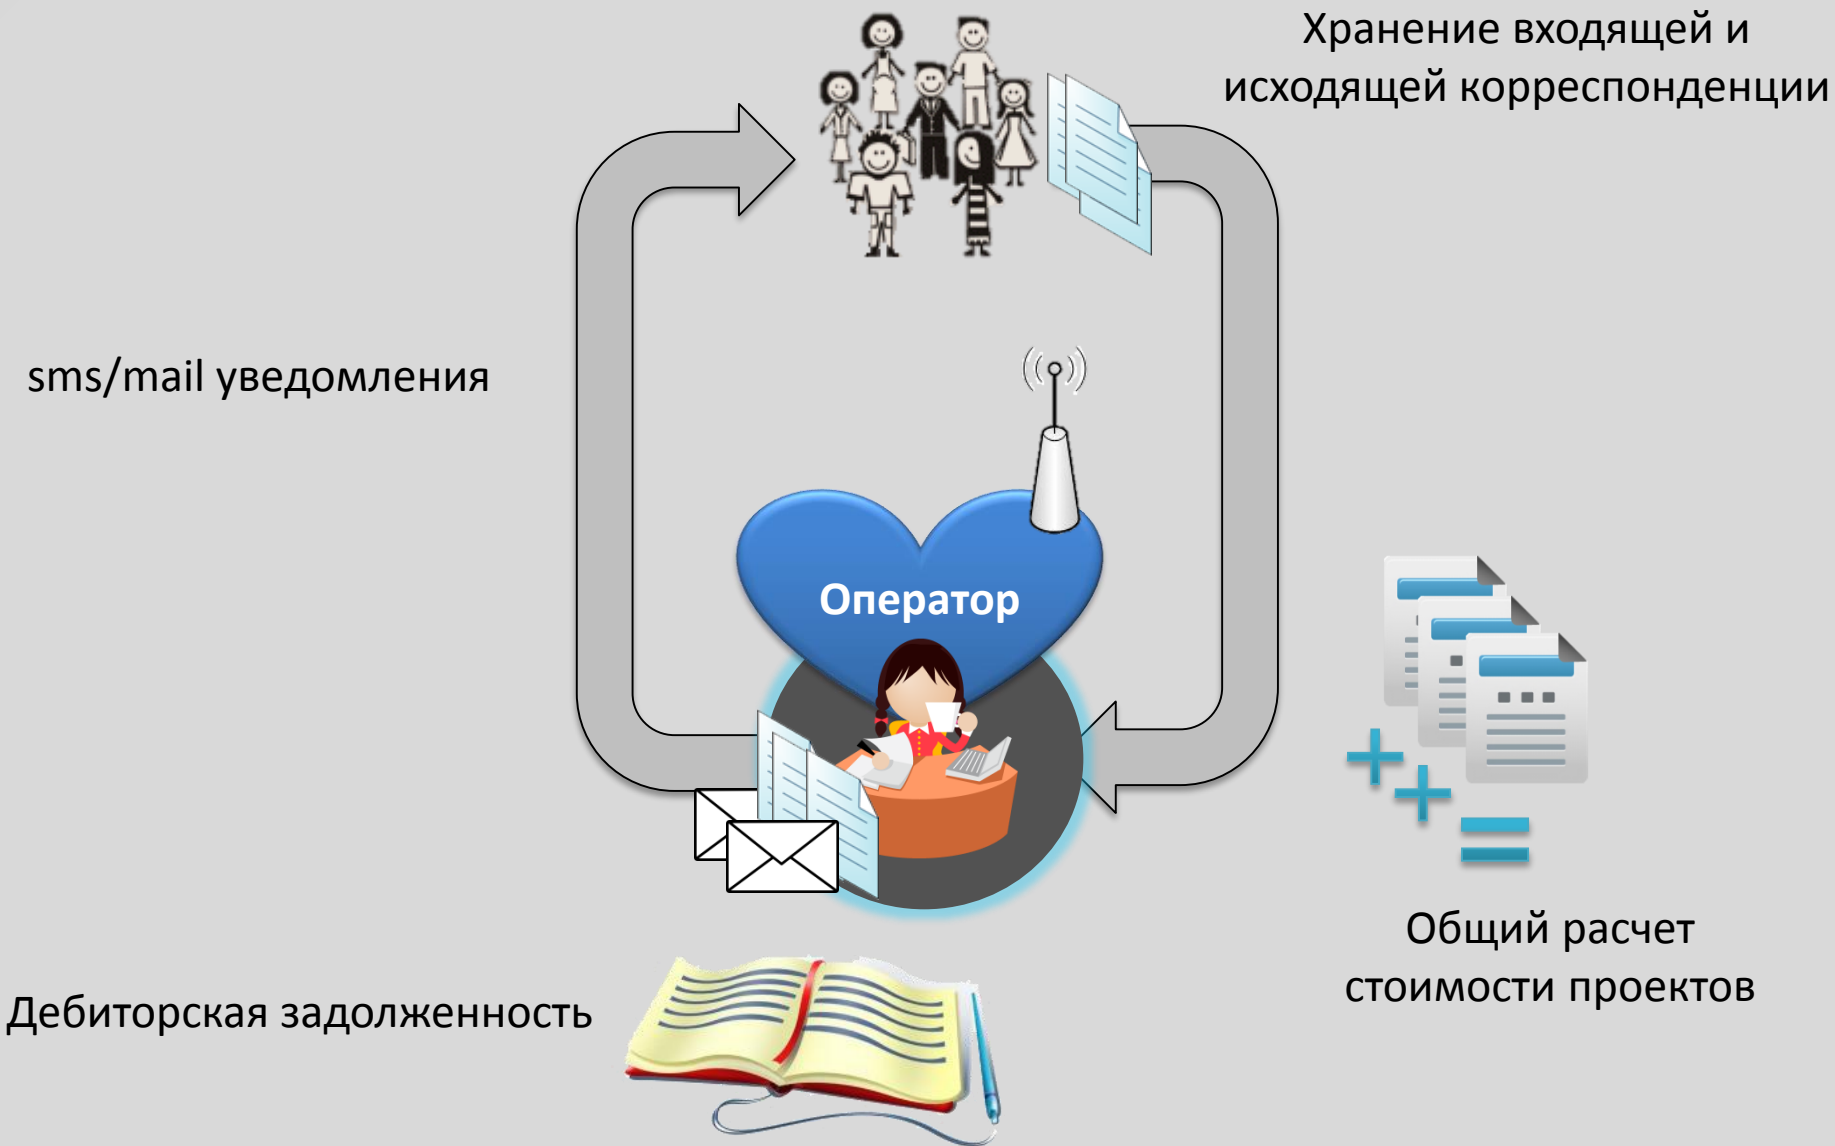 Хранение входящей и
исходящей корреспонденции
sms/mail уведомления
Оператор
Общий расчет
стоимости проектов
Дебиторская задолженность